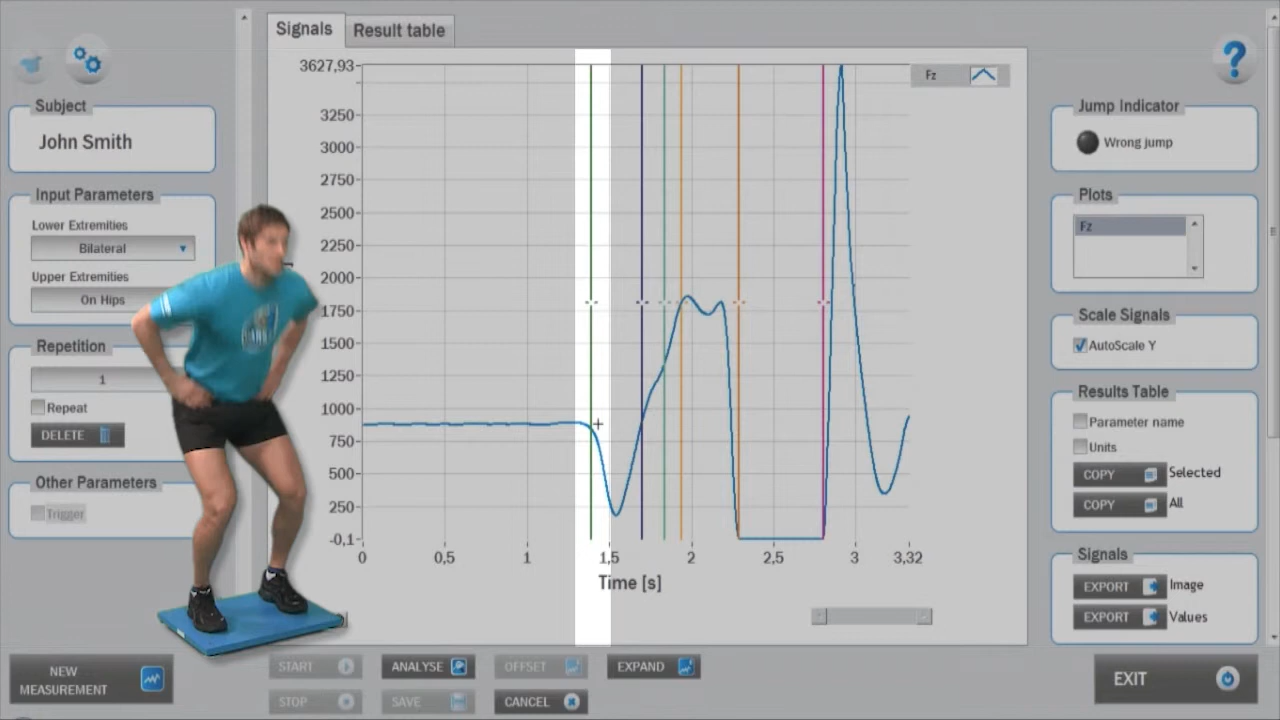 Signals
Result table
Subject
John Smith
Input Parameters
Lower Extremities
Bilateral
Upper Extremities
On Hips
Repetition
1
Repeat
DELETE
Other Parameters
Trigger
NEW
MEASUREMENT
3627,93
3250
3000
2750
2500
2250
2000
1750
1500
1250
1000
750
500
250
-0,1
0
0,5
1
1,5
2
2,5
3
3,32
Time [s]
Fz
START
ANALYSE
OFFSET
EXPAND
STOP
SAVE
CANCEL
?
Jump Indicator
Wrong jump
Plots
Fz
Scale Signals
AutoScale Y
Results Table
Parameter name
Units
COPY Selected
COPY All
Signals
EXPORT Image
EXPORT Values
EXIT